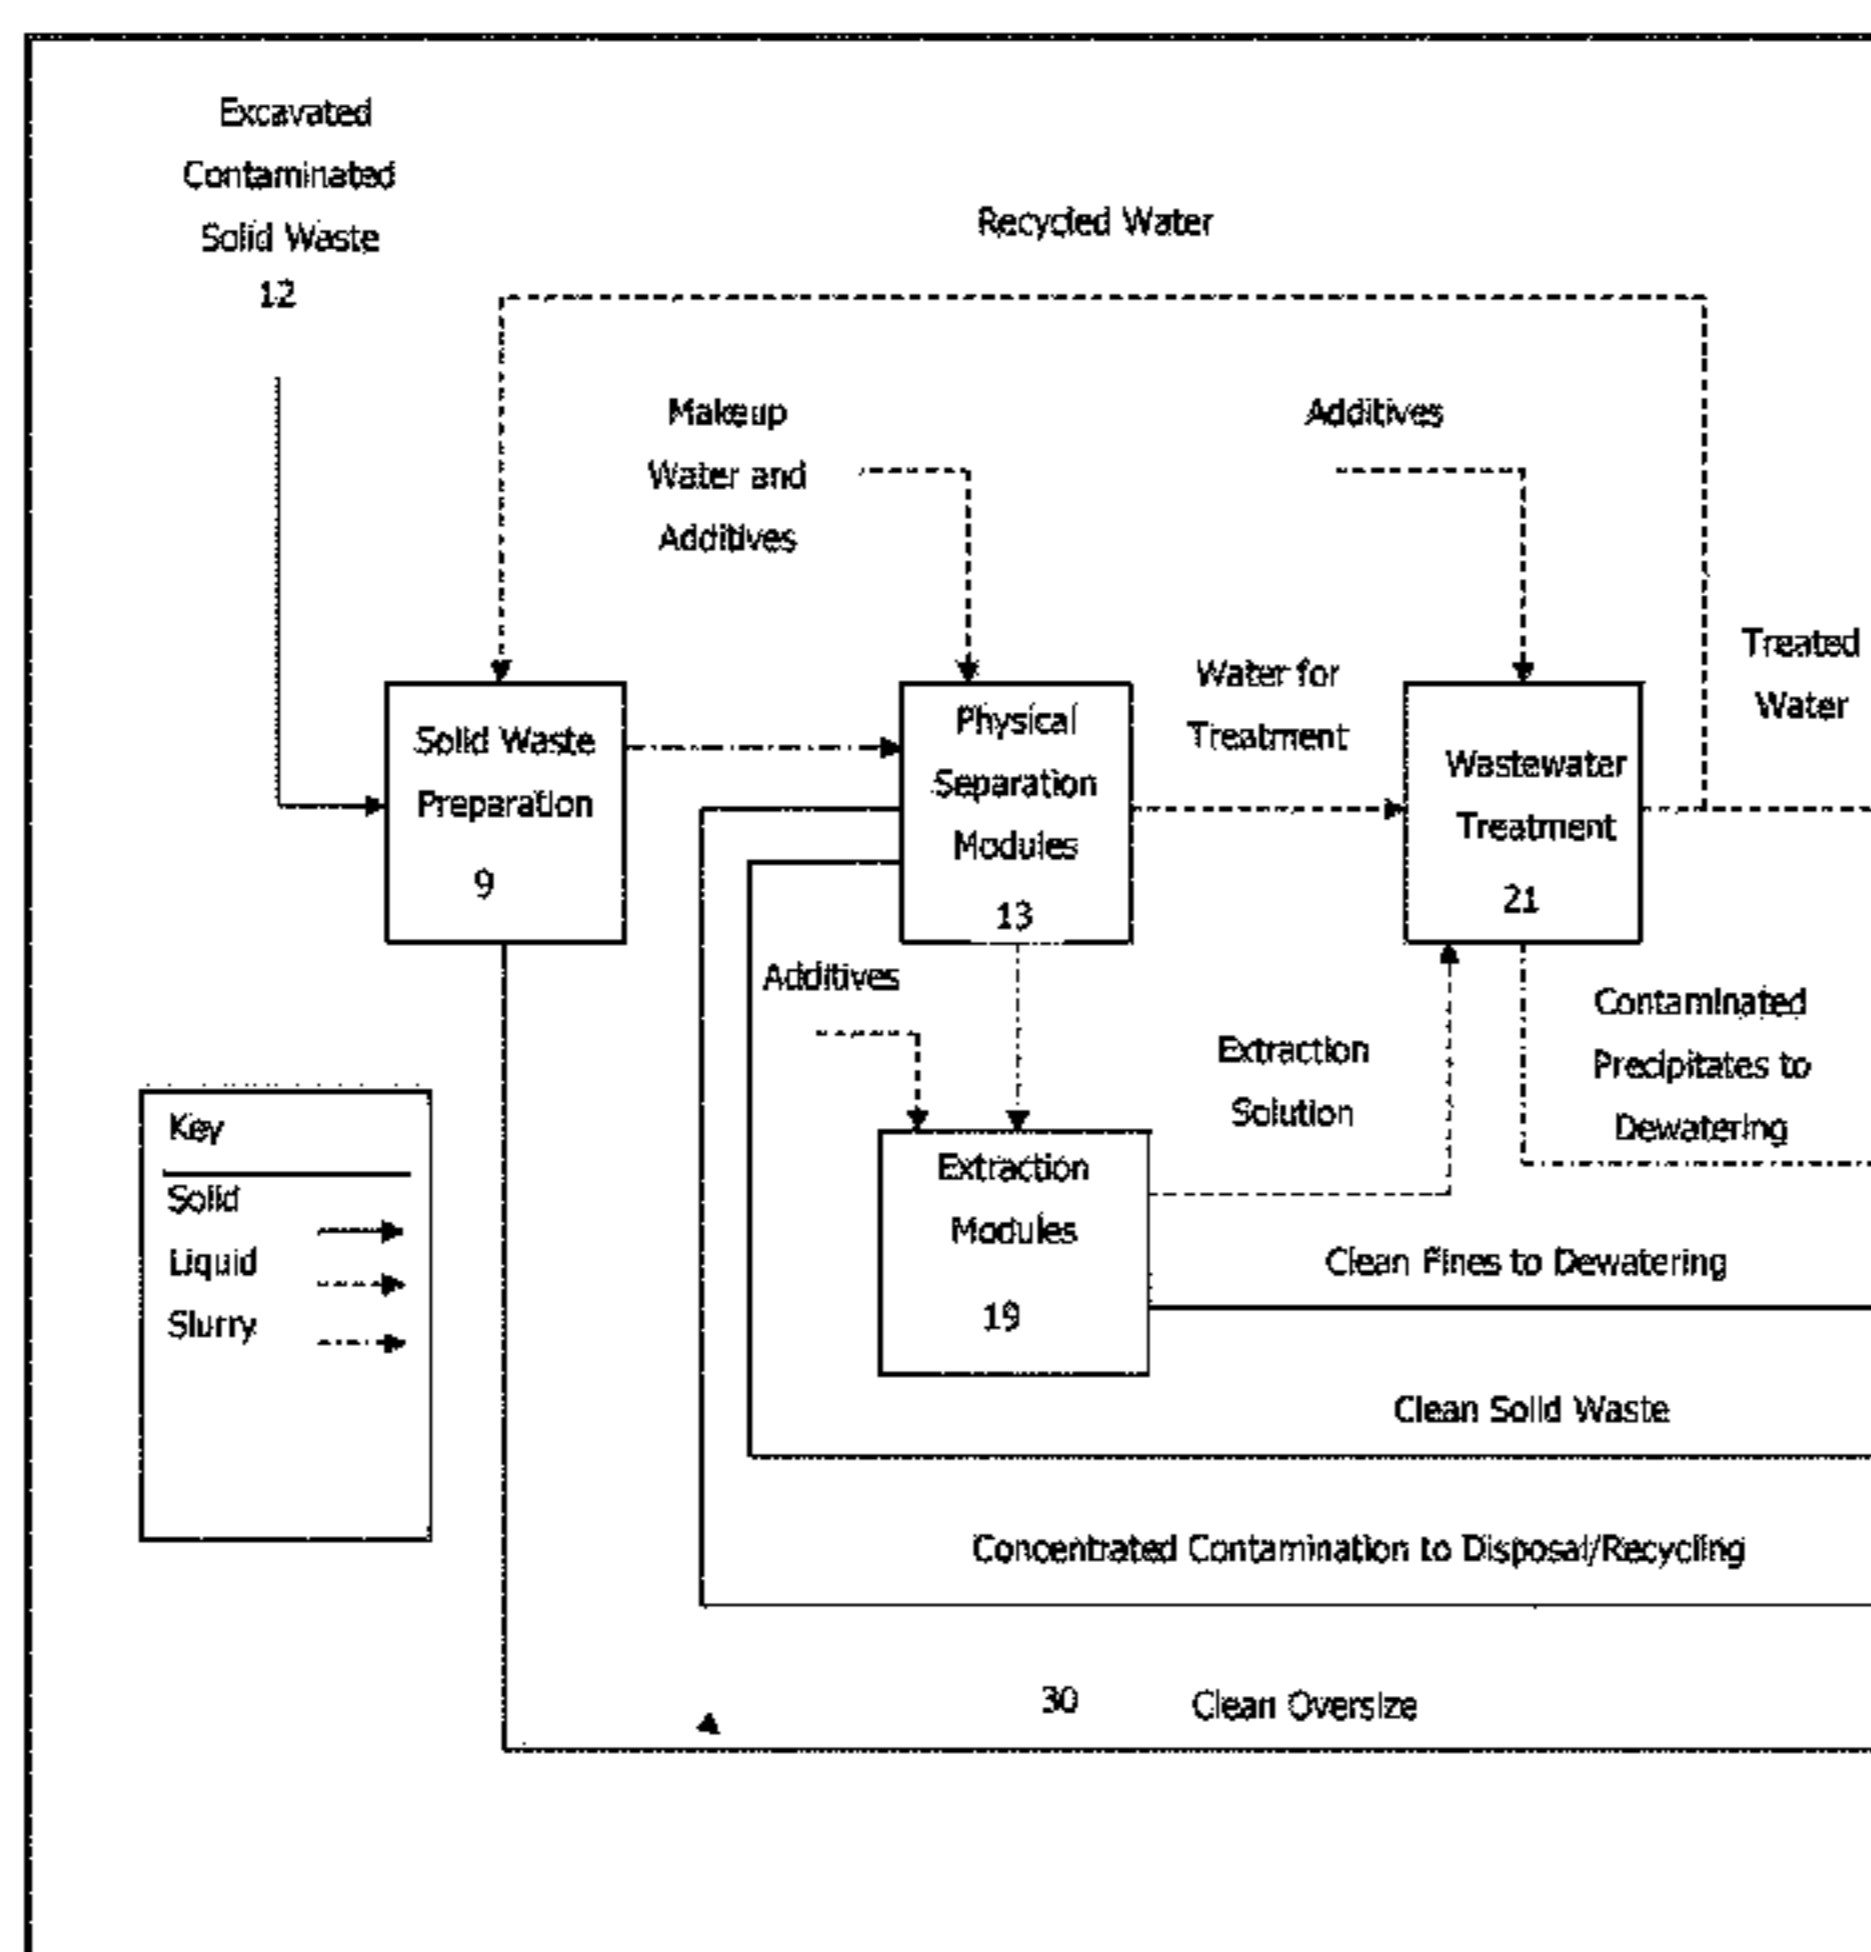 Excavated
Contaminated
Solid Waste
12
Recycled Water
Makeup
Water and
Additives
Additives
Treated
Water
Water for
Treatment
Solid Waste
Preparation
9
Physical
Separation
Modules
13
Wastewater
Treatment
21
Additives
Contaminated
Precipitates to
Dewatering
Extraction
Solution
Key
Solid
Liquid
Slurry
Extraction
Modules
19
Clean Fines to Dewatering
Clean Solid Waste
Concentrated Contamination to Disposal/Recycling
30 Clean Oversize